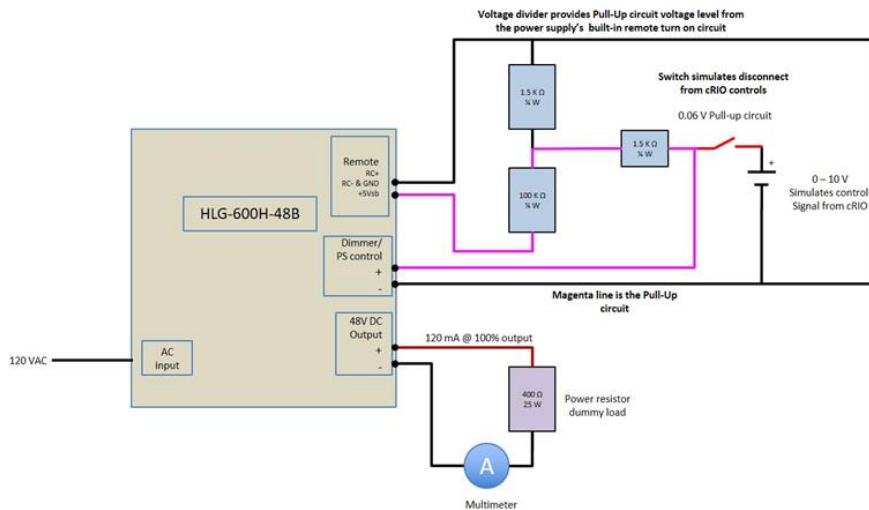 Voltage divider provides Pull-Up circuit voltage level from
the power supply's built-in remote turn on circuit
1.5 K Ω
¼ W
Switch simulates disconnect
from cRIO controls
0.06 V Pull-up circuit
1.5 K Ω
¼ W
Remote
RC+
RC- & GND
+5Vsb
100 K Ω
¼ W
+
0 – 10 V
Simulates control
Signal from cRIO
HLG-600H-48B
Dimmer/
PS control
+
-
Magenta line is the Pull-Up
circuit
48V DC
Output
+
-
120 mA @ 100% output
120 VAC
AC
input
400 Ω
25 W
Power resistor
dummy load
A
Multimeter